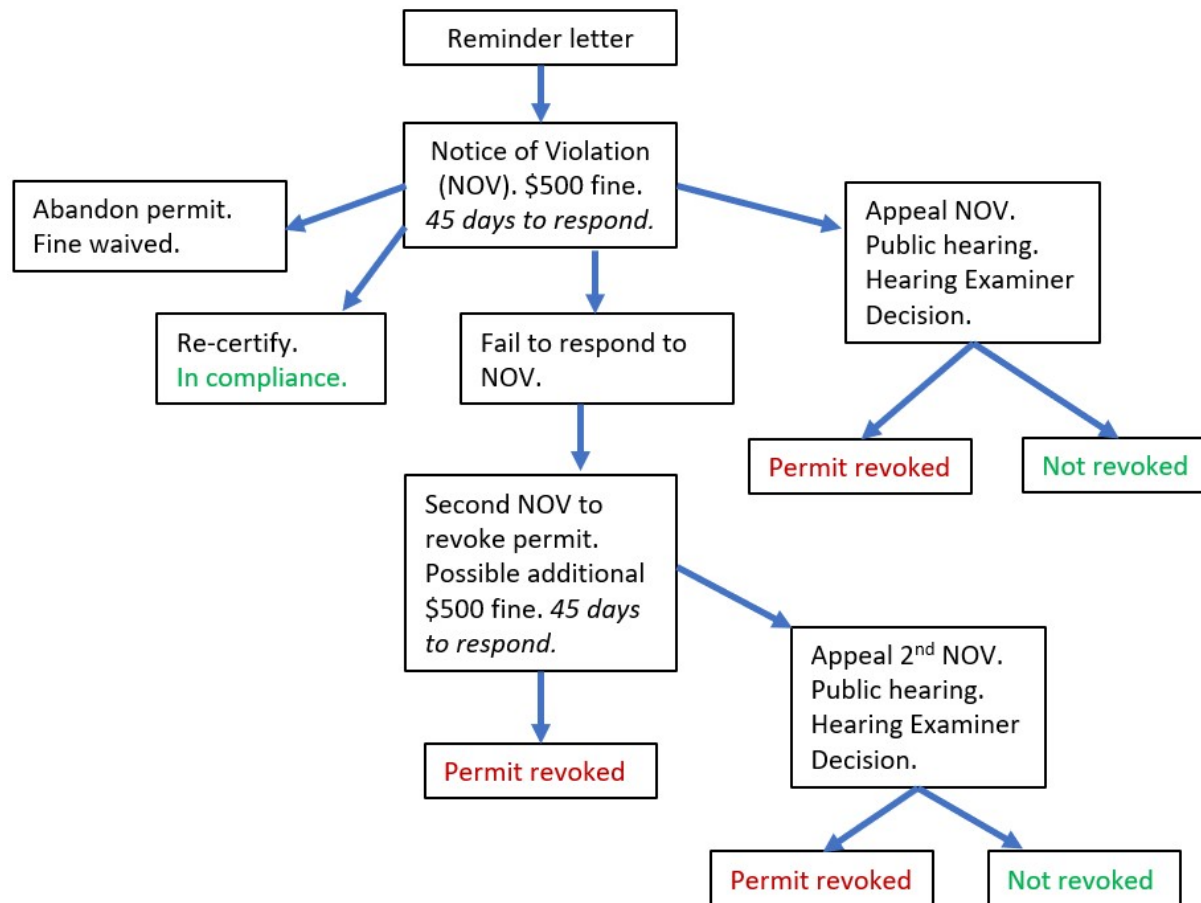 Reminder letter
Notice of Violation
(NOV). $500 fine.
45 days to respond.
Abandon permit.
Fine waived.
Appeal NOV.
Public hearing.
Hearing Examiner
Decision.
Re-certify.
In compliance.
Fail to respond to
NOV.
Permit revoked
Not revoked
Second NOV to
revoke permit.
Possible additional
$500 fine. 45 days
to respond.
Appeal 2nd NOV.
Public hearing.
Hearing Examiner
Decision.
Permit revoked
Permit revoked
Not revoked